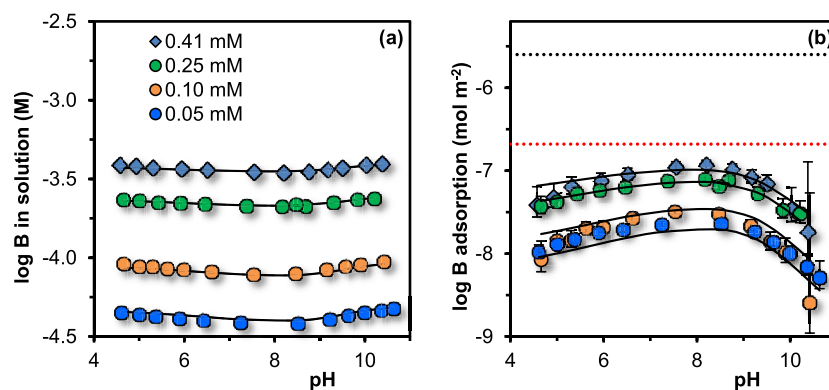 -2.5
-3.0
-3.5
-4.0
-4.5
log B in solution (M)
(a)
0.41 mM
0.25 mM
0.10 mM
0.05 mM
4 6 8 10
pH
(b)
-6
-7
-8
-9
log B adsorption (mol m-2)
4 6 8 10
pH